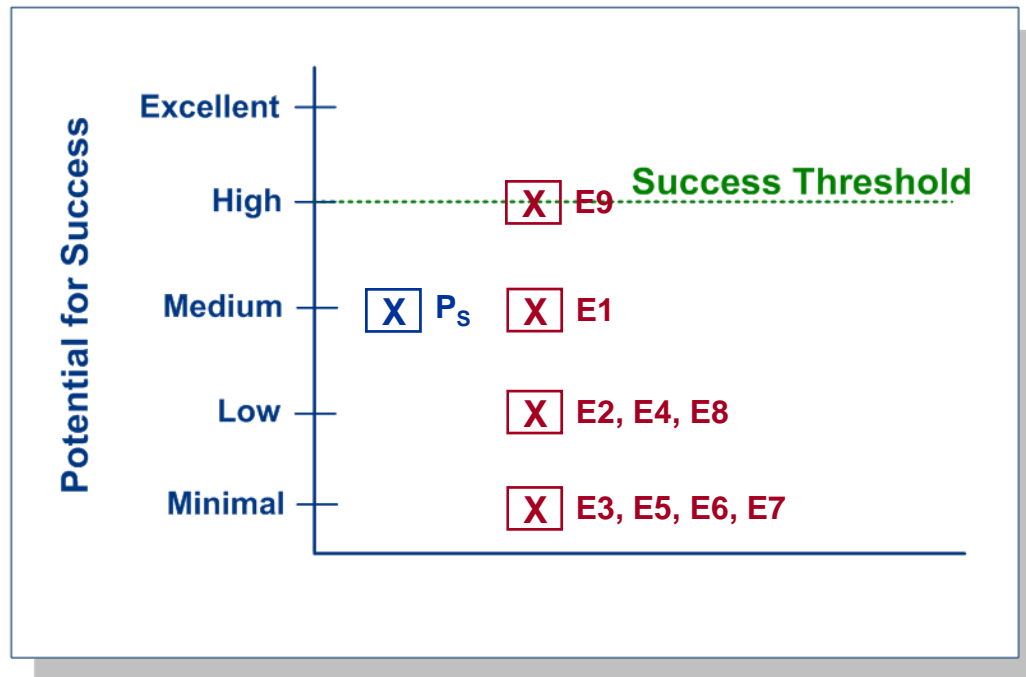 Potential for Success
Excellent
Success Threshold
High X E9
Medium X PS X E1
Low X E2, E4, E8
Minimal X E3, E5, E6, E7